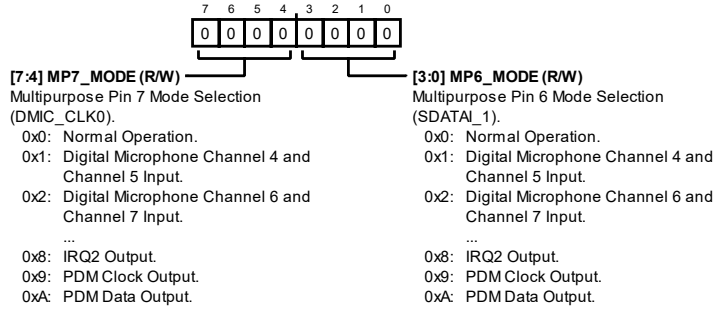 7 6 5 4 3 2 1 0
0 0 0 0 0 0 0 0
[7:4] MP7_MODE (R/W)
Multipurpose Pin 7 Mode Selection
(DMIC_CLK0).
0x0: Normal Operation.
0x1: Digital Microphone Channel 4 and
Channel 5 Input.
0x2: Digital Microphone Channel 6 and
Channel 7 Input.
...
0x8: IRQ2 Output.
0x9: PDM Clock Output.
0xA: PDM Data Output.
[3:0] MP6_MODE (R/W)
Multipurpose Pin 6 Mode Selection
(SDATAI_1).
0x0: Normal Operation.
0x1: Digital Microphone Channel 4 and
Channel 5 Input.
0x2: Digital Microphone Channel 6 and
Channel 7 Input.
...
0x8: IRQ2 Output.
0x9: PDM Clock Output.
0xA: PDM Data Output.